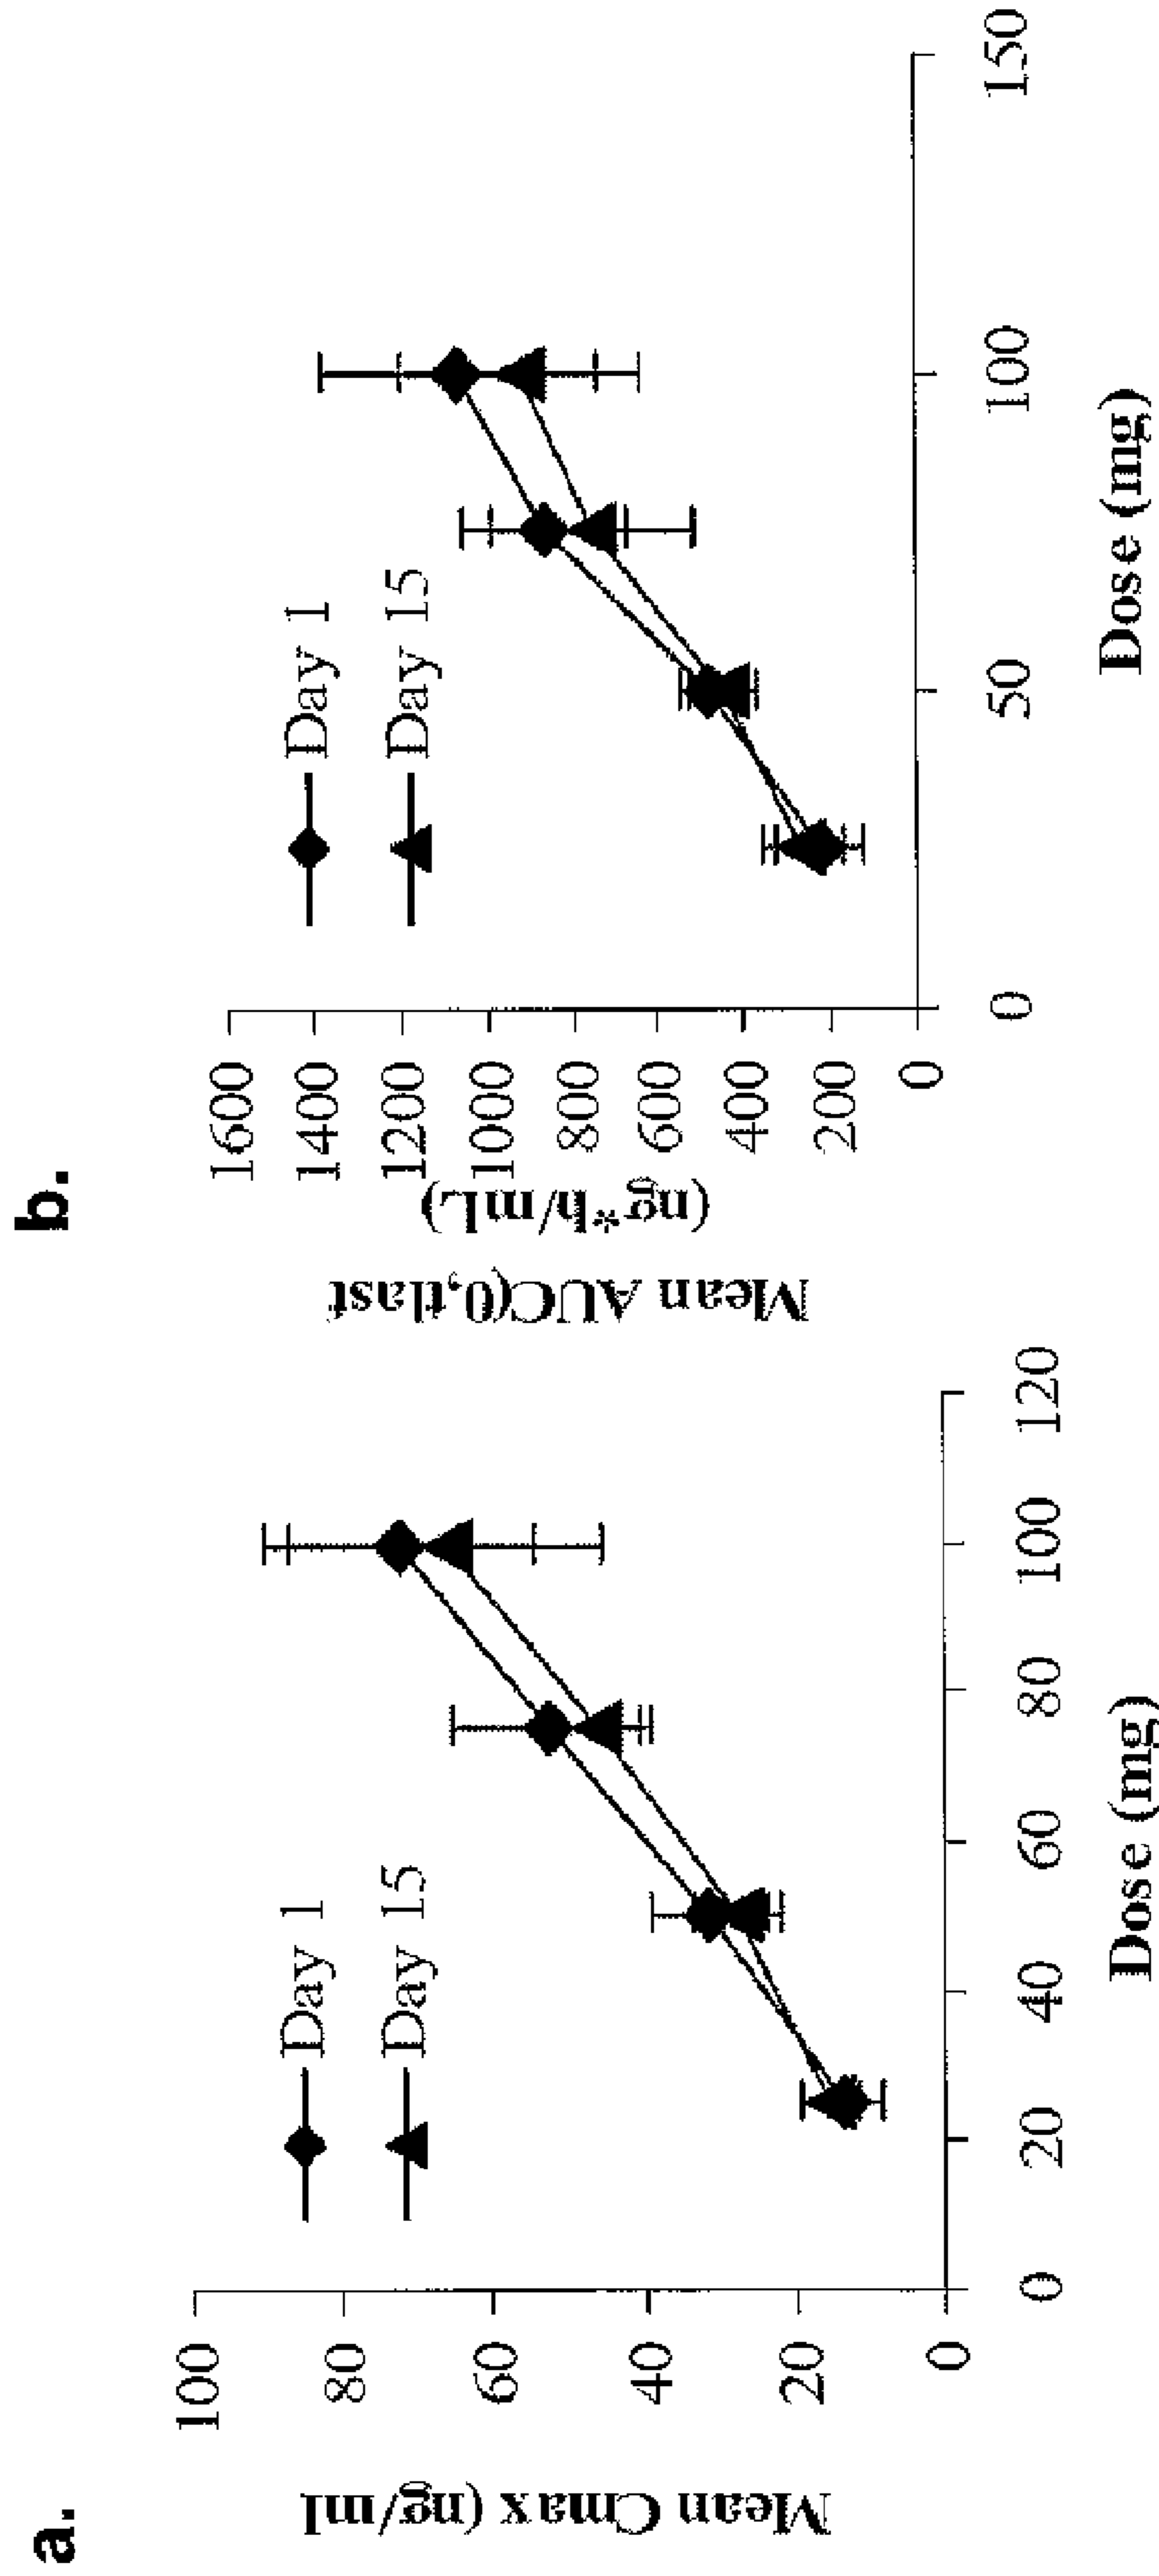 a.
Mean Cmax (ng/ml
100
80
60
40
20
0
Day 1
Day 15
0 20 40 60 80 100 120
Dose (mg)
b.
Mean AUC(0,tlast
(ng*h/mL)
1600
1400
1200
1000
800
600
400
200
0
Day 1
Day 15
0 50 100 150
Dose (mg)